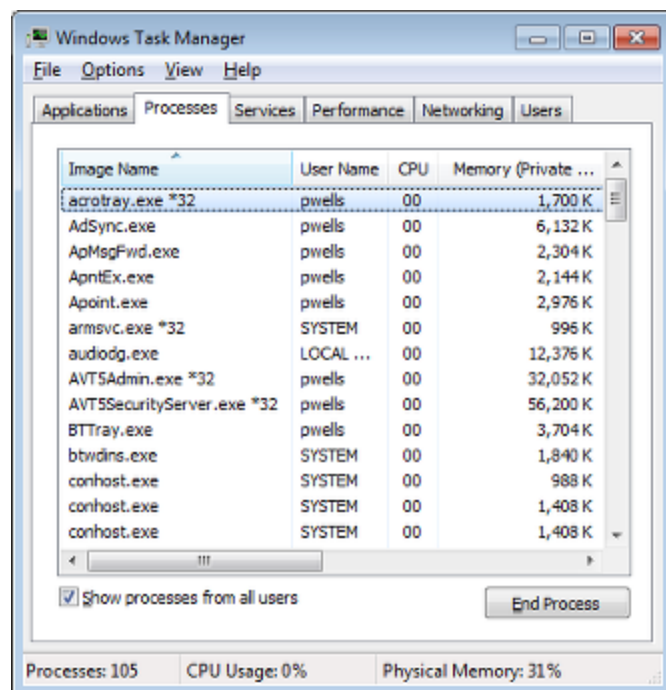 Windows Task Manager
File Options View Help
Applications Processes Services Performance Networking Users
Image Name User Name CPU Memory (Private ...
acrotray.exe *32 pwells 00 1,700 K
AdSync.exe pwells 00 6,132 K
ApMsgFwd.exe pwells 00 2,304 K
ApntEx.exe pwells 00 2,144 K
Apoint.exe pwells 00 2,976 K
armsvc.exe *32 SYSTEM 00 996 K
audiodg.exe LOCAL ... 00 12,376 K
AVT5Admin.exe *32 pwells 00 32,052 K
AVT5SecurityServer.exe *32 pwells 00 56,200 K
BTTray.exe pwells 00 3,704 K
btwdins.exe SYSTEM 00 1,840 K
conhost.exe SYSTEM 00 988 K
conhost.exe SYSTEM 00 1,408 K
conhost.exe SYSTEM 00 1,408 K
Show processes from all users
End Process
Processes: 105 CPU Usage: 0% Physical Memory: 31%